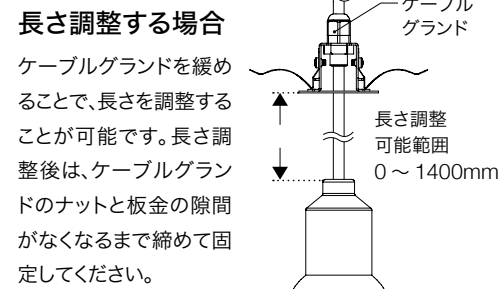 長さ調整する場合
ケーブルグランドを緩め
ることで、長さを調整する
ことが可能です。長さ調
整後は、ケーブルグラン
ドのナットと板金の隙間
がなくなるまで締めて固
定してください。
ケーブル
グランド
長さ調整
可能範囲
0～1400mm